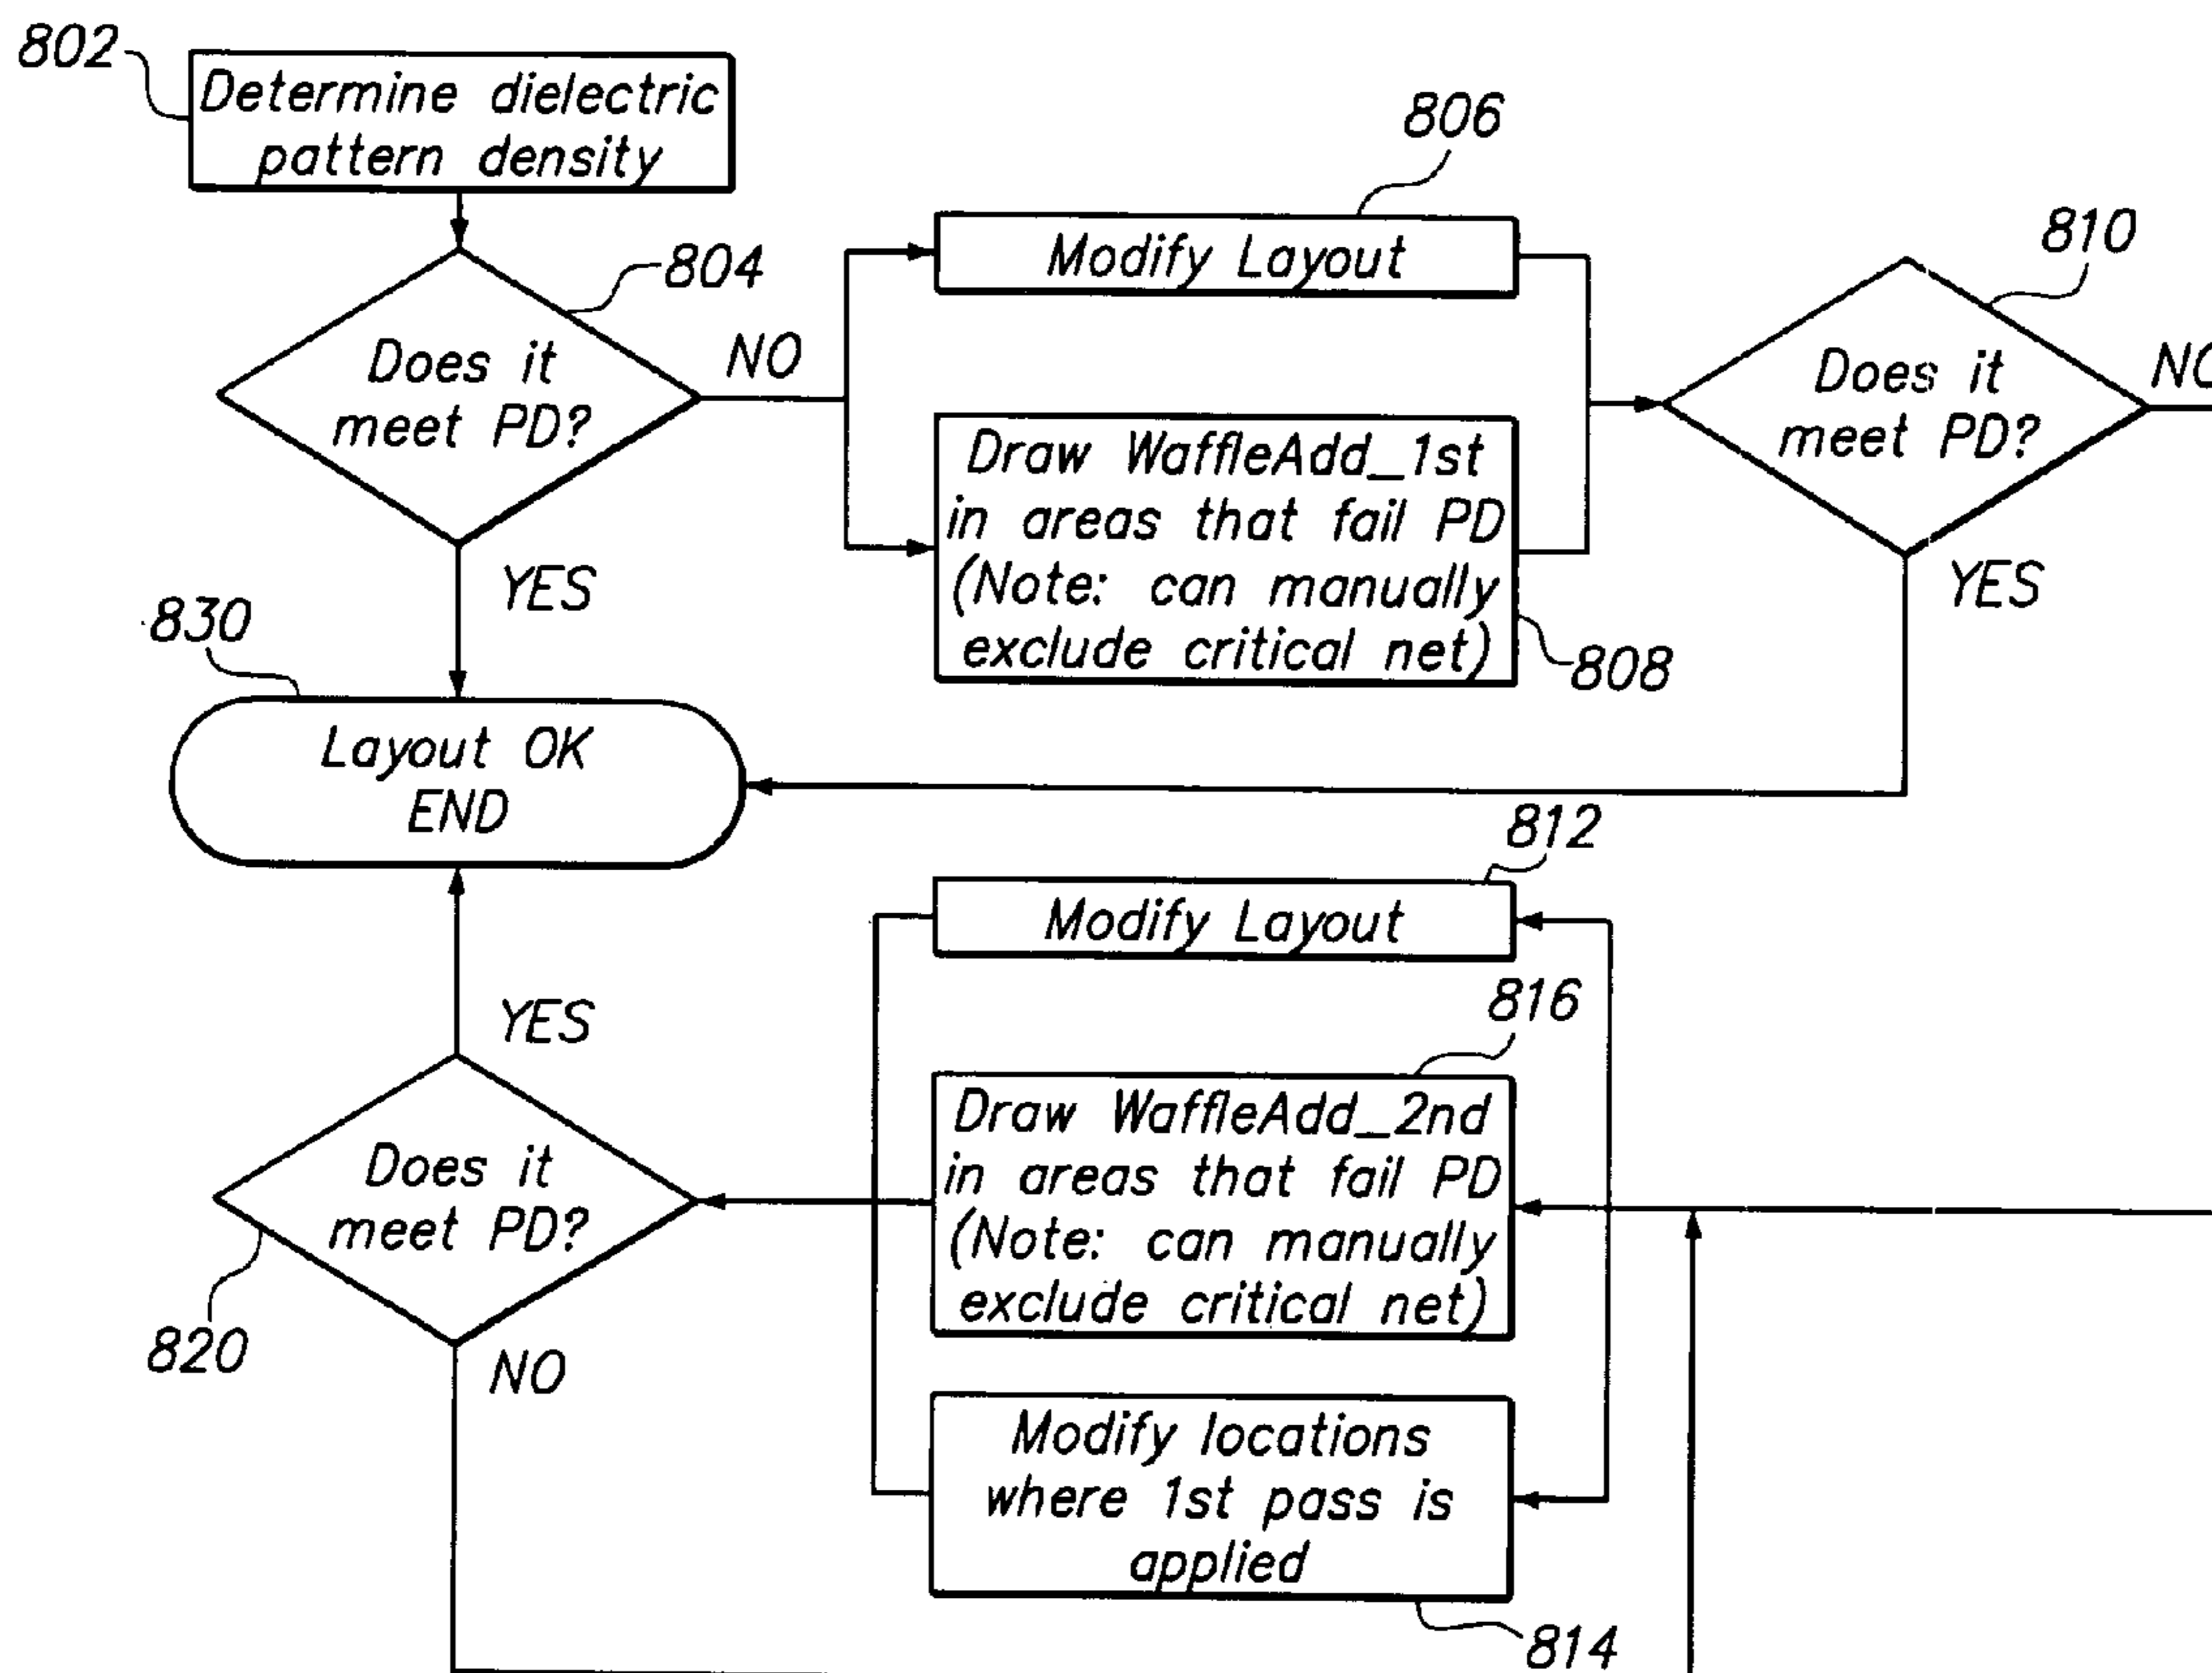 802
Determine dielectric
pattern density
804
Does it
meet PD?
NO
YES
806
Modify Layout
Draw WaffleAdd_1st
in areas that fail PD
(Note: can manually
exclude critical net)
808
810
Does it
meet PD?
NO
YES
830
Layout OK
END
812
Modify Layout
816
Draw WaffleAdd_2nd
in areas that fail PD
(Note: can manually
exclude critical net)
Modify locations
where 1st pass is
applied
814
YES
Does it
meet PD?
820
NO